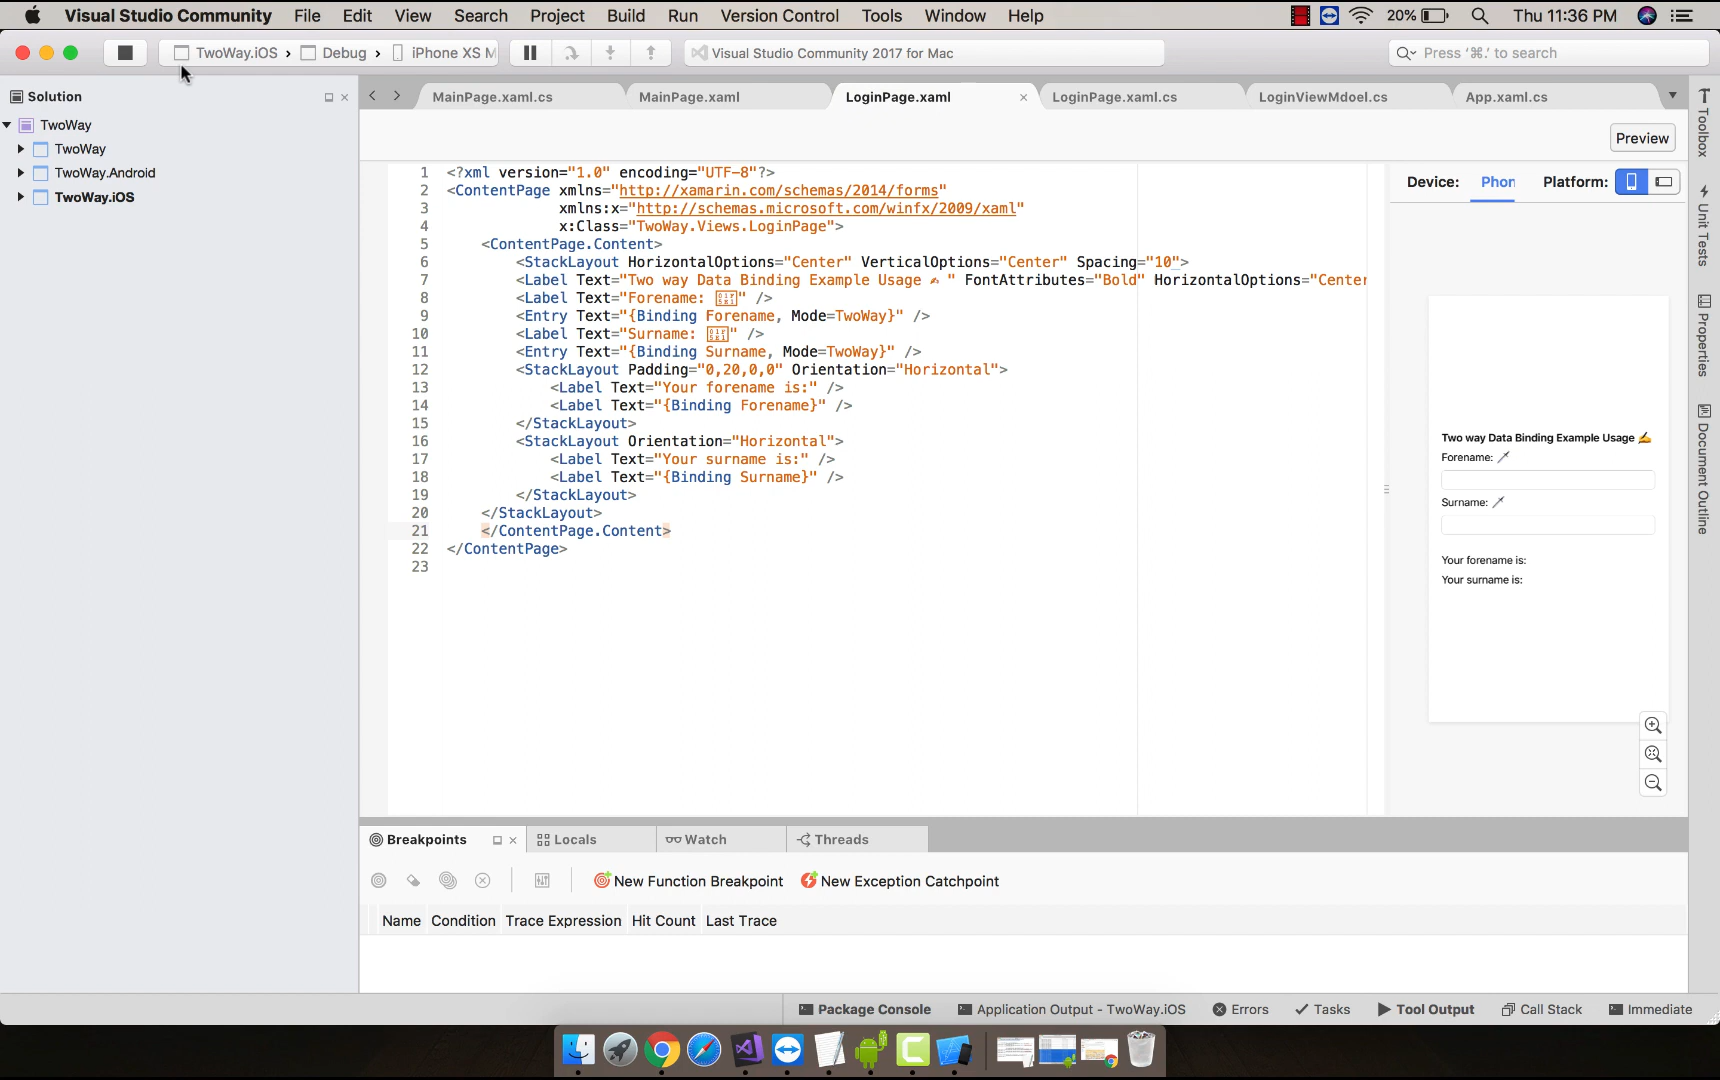 Visual Studio Community File Edit View Search Project Build Run Version Control Tools Window Help 20% Thu 11:36 PM
TwoWay.iOS › Debug › iPhone XS M Visual Studio Community 2017 for Mac Press '⌘.' to search
Solution
TwoWay
TwoWay
TwoWay.Android
TwoWay.iOS
MainPage.xaml.cs MainPage.xaml LoginPage.xaml × LoginPage.xaml.cs LoginViewMdoel.cs App.xaml.cs
Preview
1 <?xml version="1.0" encoding="UTF-8"?>
2 <ContentPage xmlns="http://xamarin.com/schemas/2014/forms"
3 xmlns:x="http://schemas.microsoft.com/winfx/2009/xaml"
4 x:Class="TwoWay.Views.LoginPage">
5 <ContentPage.Content>
6 <StackLayout HorizontalOptions="Center" VerticalOptions="Center" Spacing="10">
7 <Label Text="Two way Data Binding Example Usage ✍ " FontAttributes="Bold" HorizontalOptions="Center
8 <Label Text="Forename: " />
9 <Entry Text="{Binding Forename, Mode=TwoWay}" />
10 <Label Text="Surname: " />
11 <Entry Text="{Binding Surname, Mode=TwoWay}" />
12 <StackLayout Padding="0,20,0,0" Orientation="Horizontal">
13 <Label Text="Your forename is:" />
14 <Label Text="{Binding Forename}" />
15 </StackLayout>
16 <StackLayout Orientation="Horizontal">
17 <Label Text="Your surname is:" />
18 <Label Text="{Binding Surname}" />
19 </StackLayout>
20 </StackLayout>
21 </ContentPage.Content>
22 </ContentPage>
23
Device: Phon Platform:
Two way Data Binding Example Usage ✍
Forename:
Surname:
Your forename is:
Your surname is:
Toolbox
Unit Tests
Properties
Document Outline
Breakpoints Locals Watch Threads
New Function Breakpoint New Exception Catchpoint
Name Condition Trace Expression Hit Count Last Trace
Package Console Application Output - TwoWay.iOS Errors Tasks Tool Output Call Stack Immediate